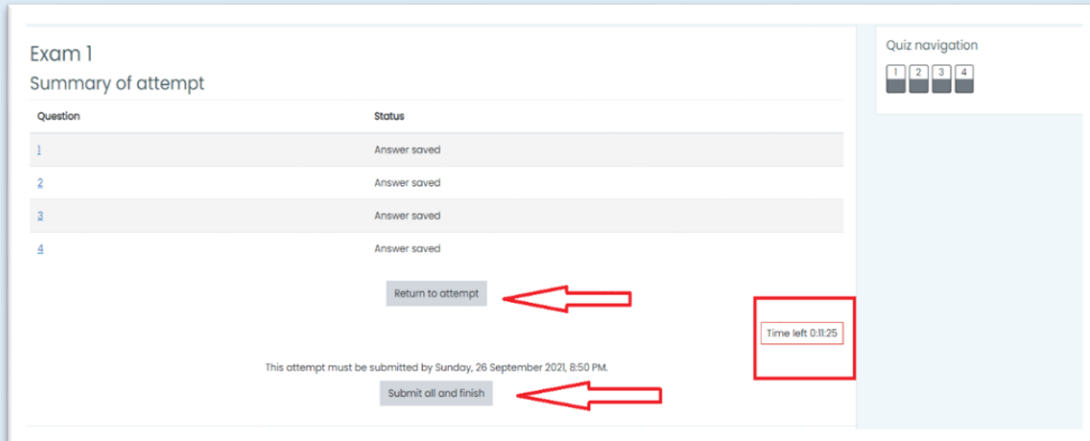 Exam 1
Summary of attempt
Question Status
1 Answer saved
2 Answer saved
3 Answer saved
4 Answer saved
Return to attempt
Time left 0:11:25
This attempt must be submitted by Sunday, 26 September 2021, 8:50 PM.
Submit all and finish
Quiz navigation
1 2 3 4